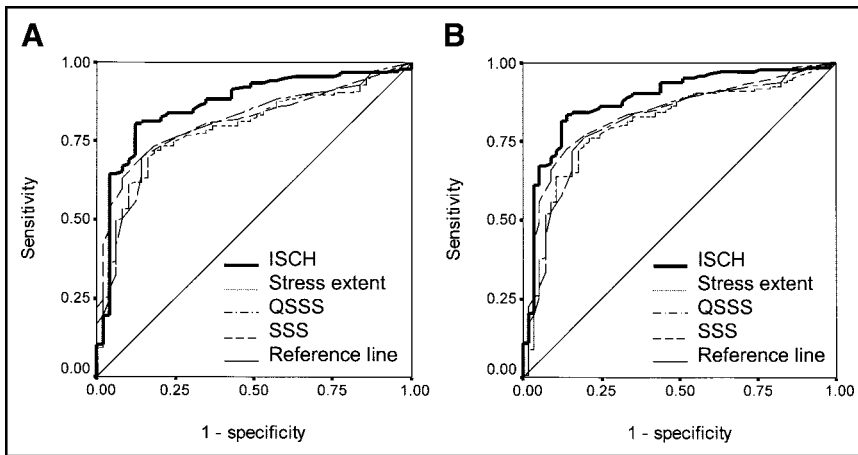 A
1.00
0.75
0.50
0.25
0.00
Sensitivity
ISCH
Stress extent
QSSS
SSS
Reference line
0.00
0.25
0.50
0.75
1.00
1 - specificity
B
1.00
0.75
0.50
0.25
0.00
Sensitivity
ISCH
Stress extent
QSSS
SSS
Reference line
0.00
0.25
0.50
0.75
1.00
1 - specificity